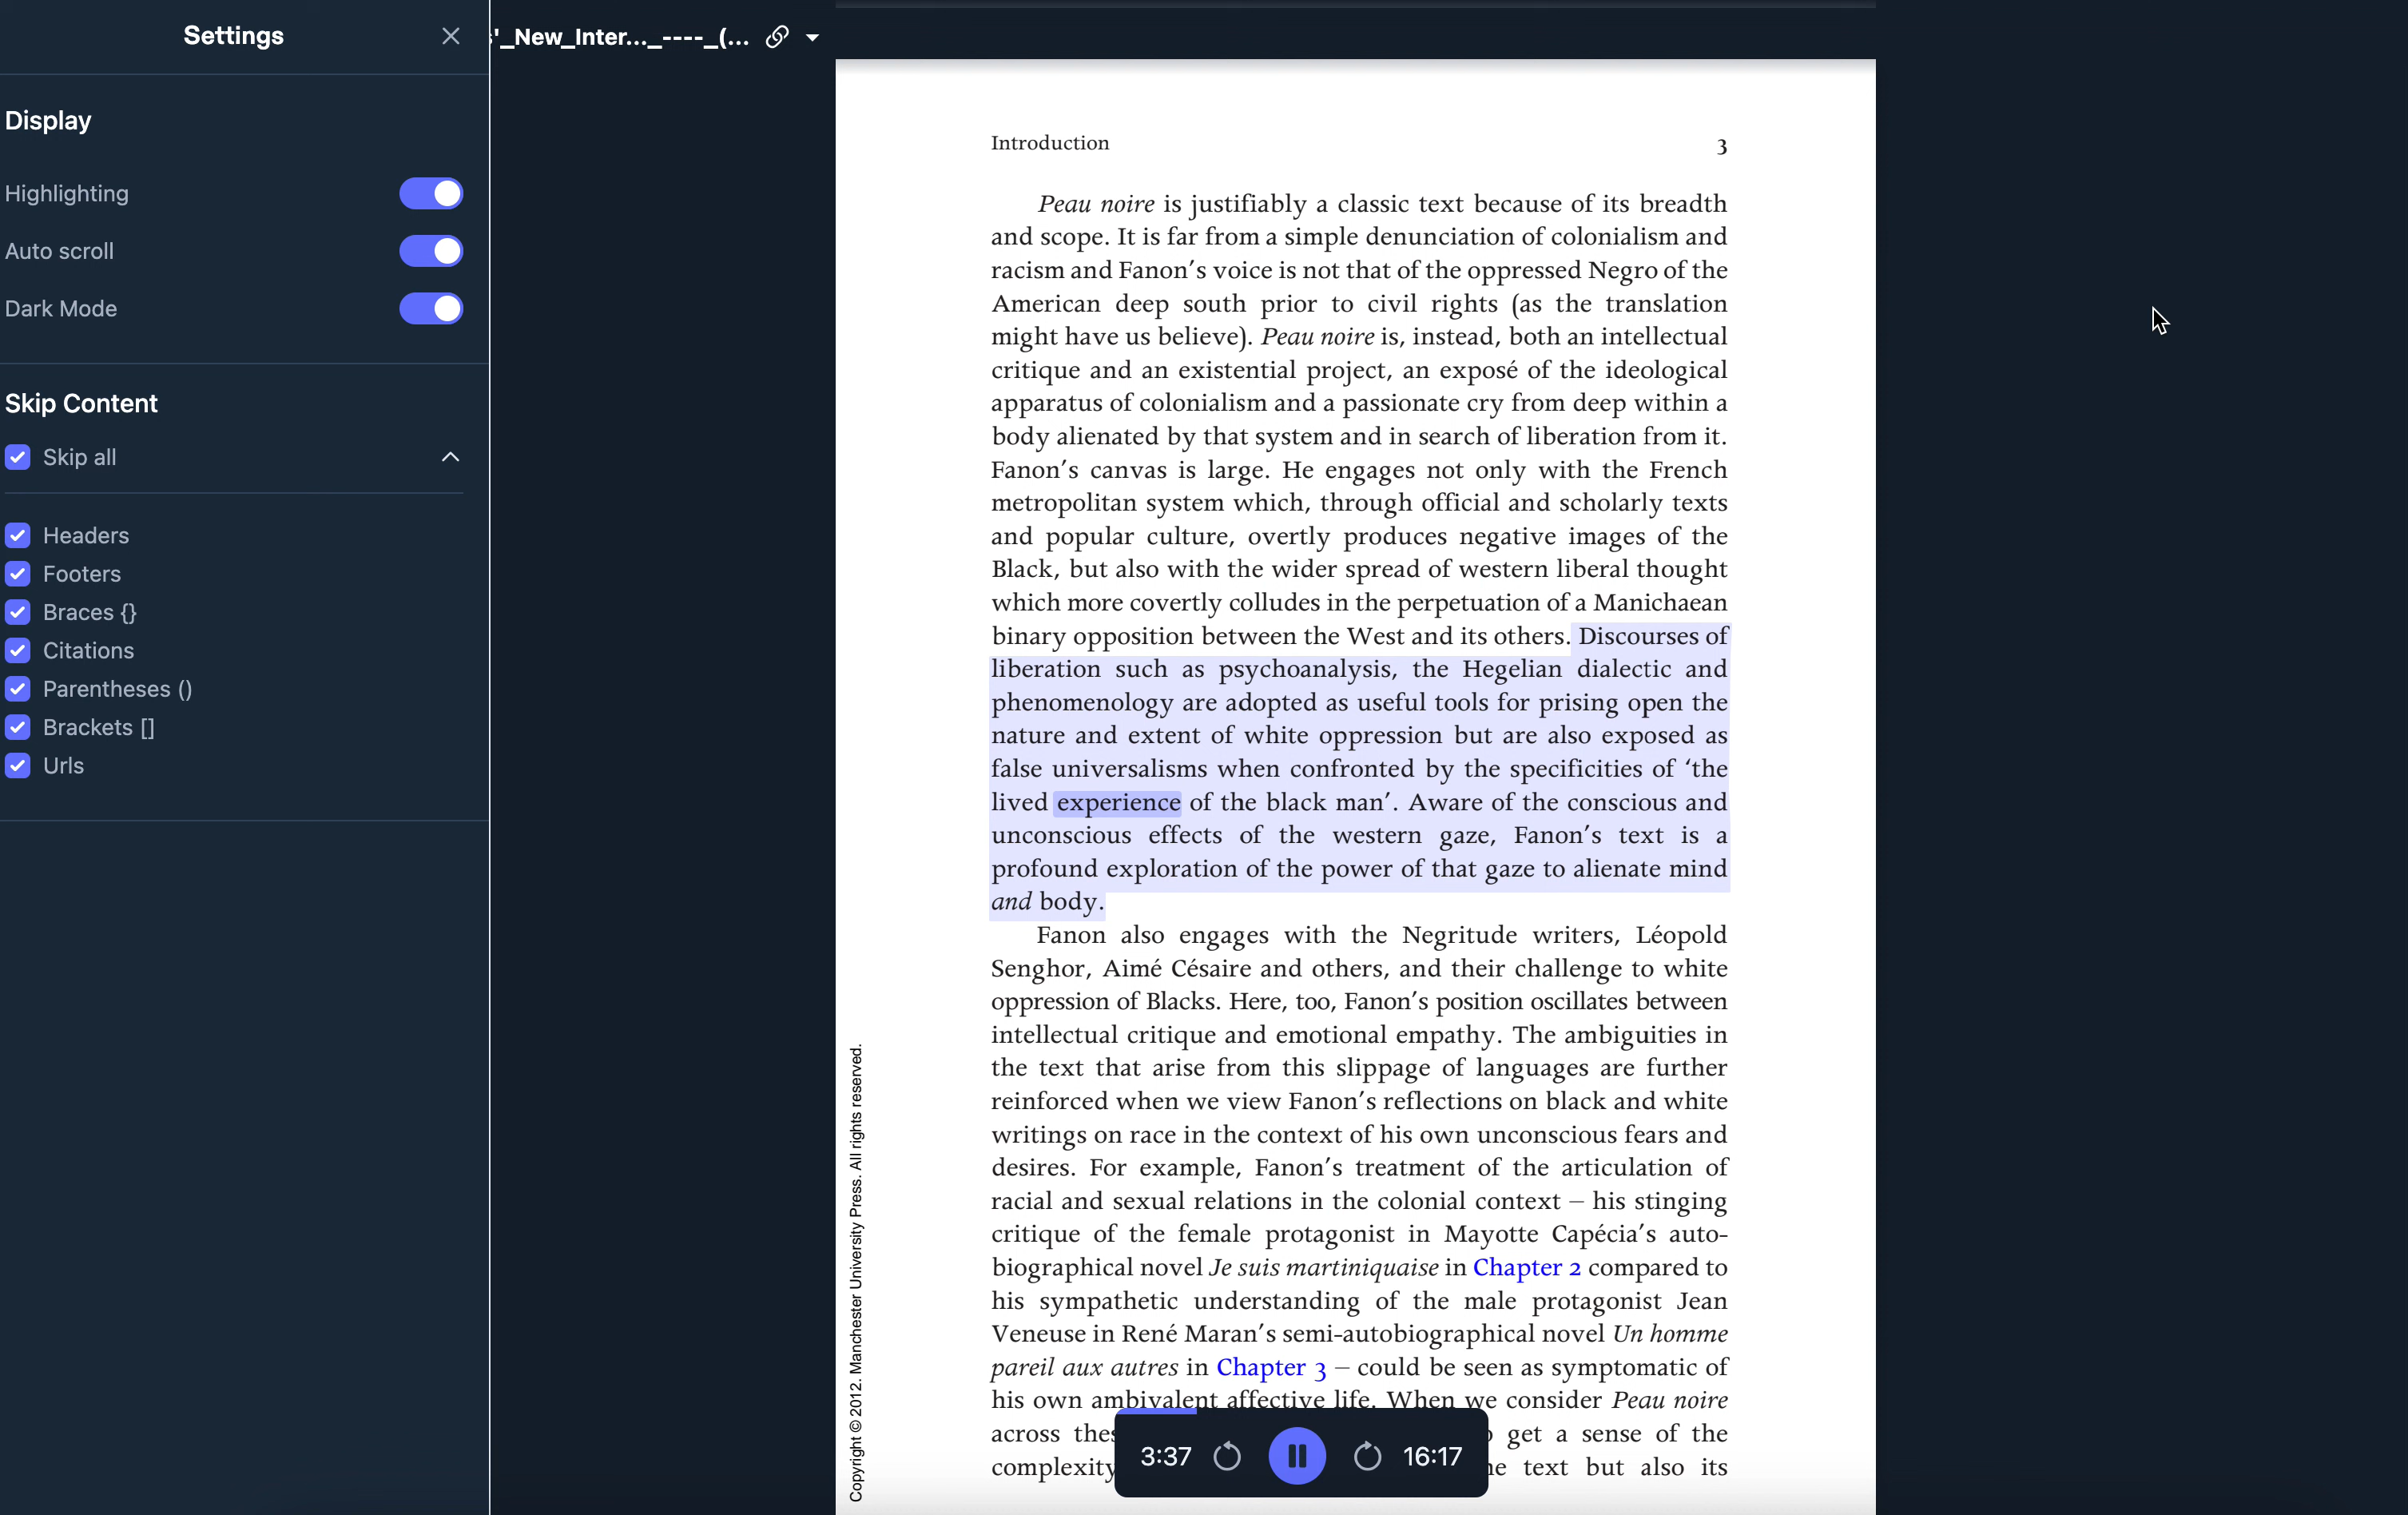 Settings
Display
Highlighting
Auto scroll
Dark Mode
Skip Content
Skip all
Headers
Footers
Braces {}
Citations
Parentheses ()
Brackets []
Urls
'_New_Inter..._----_(...
Introduction 3
Peau noire is justifiably a classic text because of its breadth
and scope. It is far from a simple denunciation of colonialism and
racism and Fanon's voice is not that of the oppressed Negro of the
American deep south prior to civil rights (as the translation
might have us believe). Peau noire is, instead, both an intellectual
critique and an existential project, an exposé of the ideological
apparatus of colonialism and a passionate cry from deep within a
body alienated by that system and in search of liberation from it.
Fanon's canvas is large. He engages not only with the French
metropolitan system which, through official and scholarly texts
and popular culture, overtly produces negative images of the
Black, but also with the wider spread of western liberal thought
which more covertly colludes in the perpetuation of a Manichaean
binary opposition between the West and its others. Discourses of
liberation such as psychoanalysis, the Hegelian dialectic and
phenomenology are adopted as useful tools for prising open the
nature and extent of white oppression but are also exposed as
false universalisms when confronted by the specificities of ‘the
lived experience of the black man’. Aware of the conscious and
unconscious effects of the western gaze, Fanon's text is a
profound exploration of the power of that gaze to alienate mind
and body.
Fanon also engages with the Negritude writers, Léopold
Senghor, Aimé Césaire and others, and their challenge to white
oppression of Blacks. Here, too, Fanon's position oscillates between
intellectual critique and emotional empathy. The ambiguities in
the text that arise from this slippage of languages are further
reinforced when we view Fanon's reflections on black and white
writings on race in the context of his own unconscious fears and
desires. For example, Fanon's treatment of the articulation of
racial and sexual relations in the colonial context – his stinging
critique of the female protagonist in Mayotte Capécia's auto-
biographical novel Je suis martiniquaise in Chapter 2 compared to
his sympathetic understanding of the male protagonist Jean
Veneuse in René Maran's semi-autobiographical novel Un homme
pareil aux autres in Chapter 3 – could be seen as symptomatic of
his own ambivalent affective life. When we consider Peau noire
across get a sense of the
complexity text but also its
Copyright © 2012. Manchester University Press. All rights reserved.
3:37 16:17